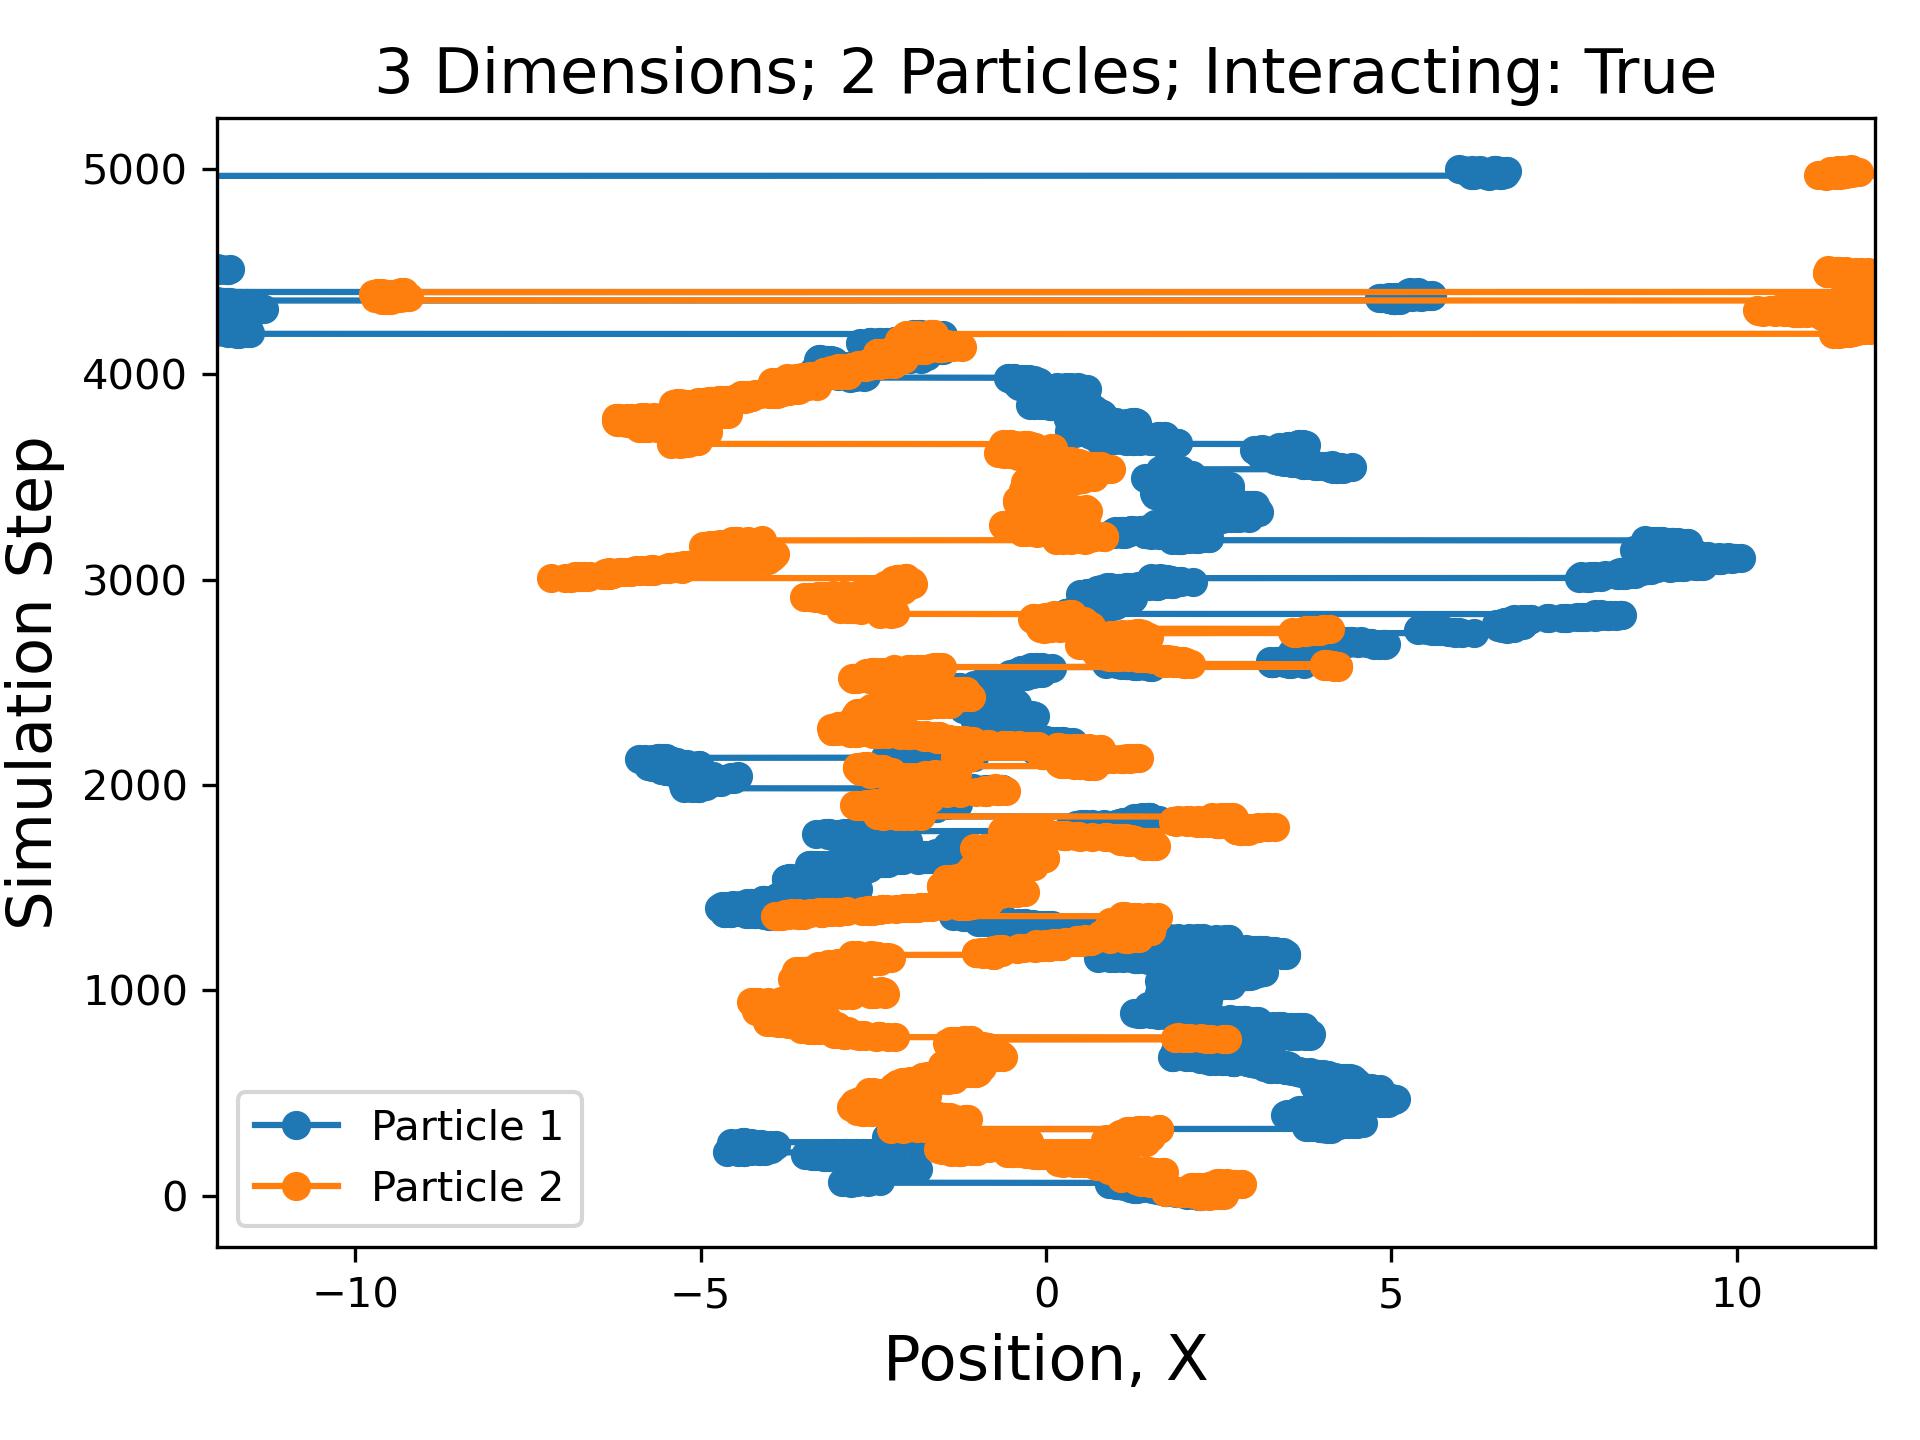 3 Dimensions; 2 Particles; Interacting: True
Simulation Step
5000
4000
3000
2000
1000
0
Particle 1
Particle 2
−10
−5
0
5
10
Position, X